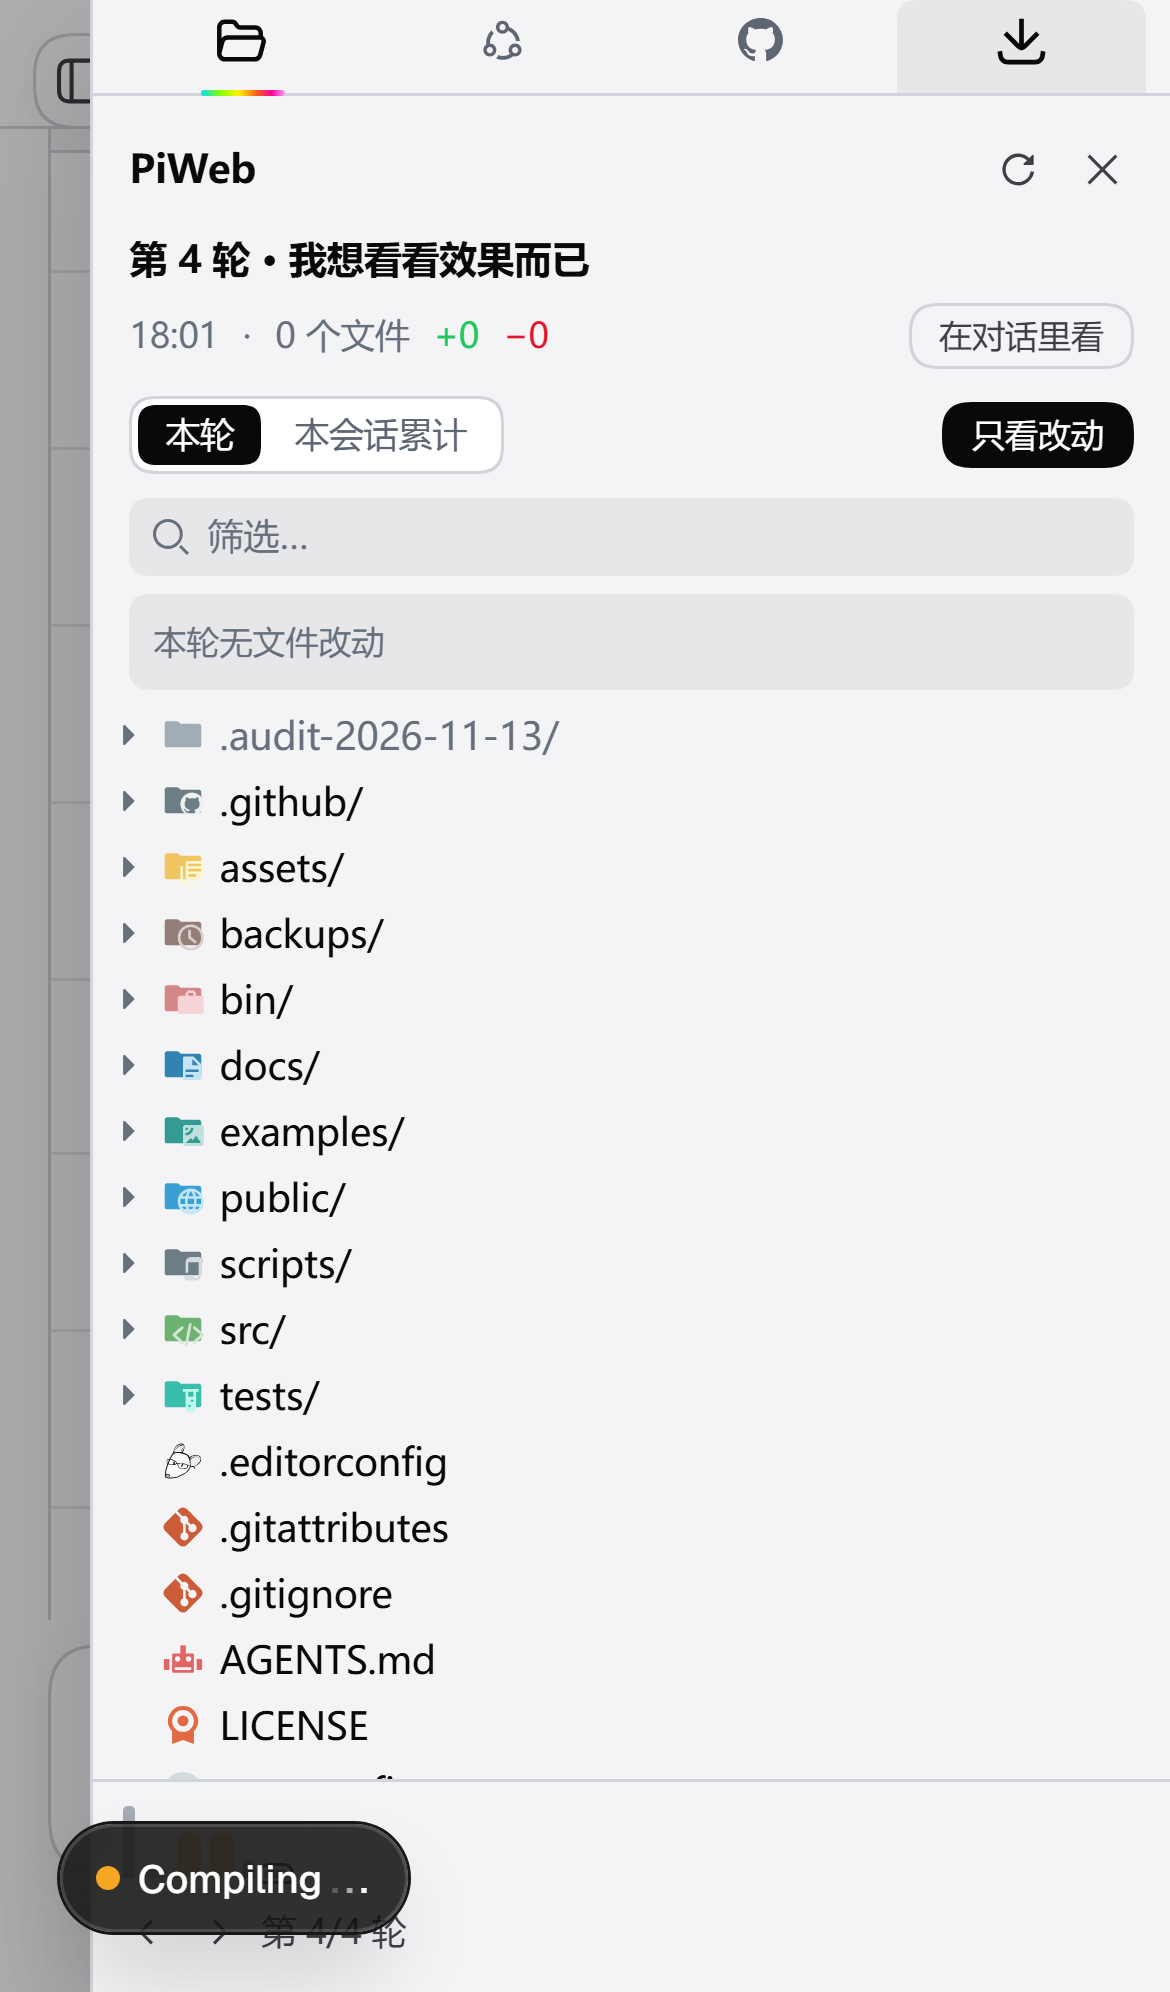 PiWeb
第 4 轮 · 我想看看效果而已
18:01 · 0 个文件 +0 −0 在对话里看
本轮 本会话累计 只看改动
筛选...
本轮无文件改动
.audit-2026-11-13/
.github/
assets/
backups/
bin/
docs/
examples/
public/
scripts/
src/
tests/
.editorconfig
.gitattributes
.gitignore
AGENTS.md
LICENSE
Compiling ...
第 4/4 轮